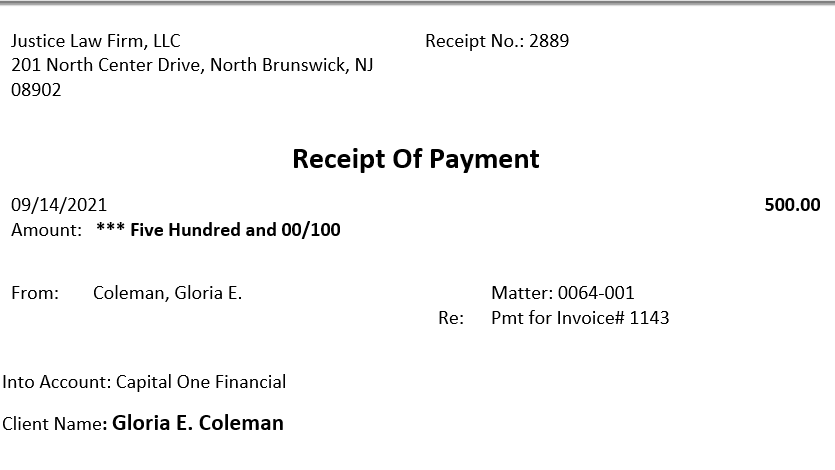 Justice Law Firm, LLC
Receipt No.: 2889
201 North Center Drive, North Brunswick, NJ
08902
Receipt Of Payment
09/14/2021 500.00
Amount: *** Five Hundred and 00/100
From: Coleman, Gloria E. Matter: 0064-001
Re: Pmt for Invoice# 1143
Into Account: Capital One Financial
Client Name: Gloria E. Coleman